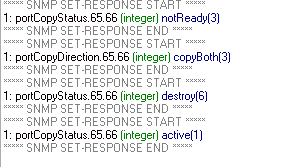 ***** SNMP SET-RESPONSE START *****
1: portCopyStatus.65.66 (integer) notReady(3)
***** SNMP SET-RESPONSE END *****
***** SNMP SET-RESPONSE START *****
1: portCopyDirection.65.66 (integer) copyBoth(3)
***** SNMP SET-RESPONSE END *****
***** SNMP SET-RESPONSE START *****
1: portCopyStatus.65.66 (integer) destroy(6)
***** SNMP SET-RESPONSE END *****
***** SNMP SET-RESPONSE START *****
1: portCopyStatus.65.66 (integer) active(1)
***** SNMP SET-RESPONSE END *****